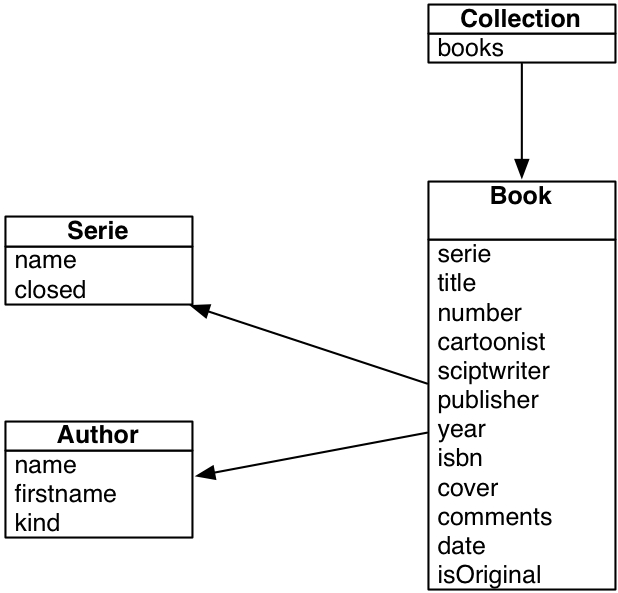 Collection
books
Book
serie
title
number
cartoonist
sciptwriter
publisher
year
isbn
cover
comments
date
isOriginal
Serie
name
closed
Author
name
firstname
kind